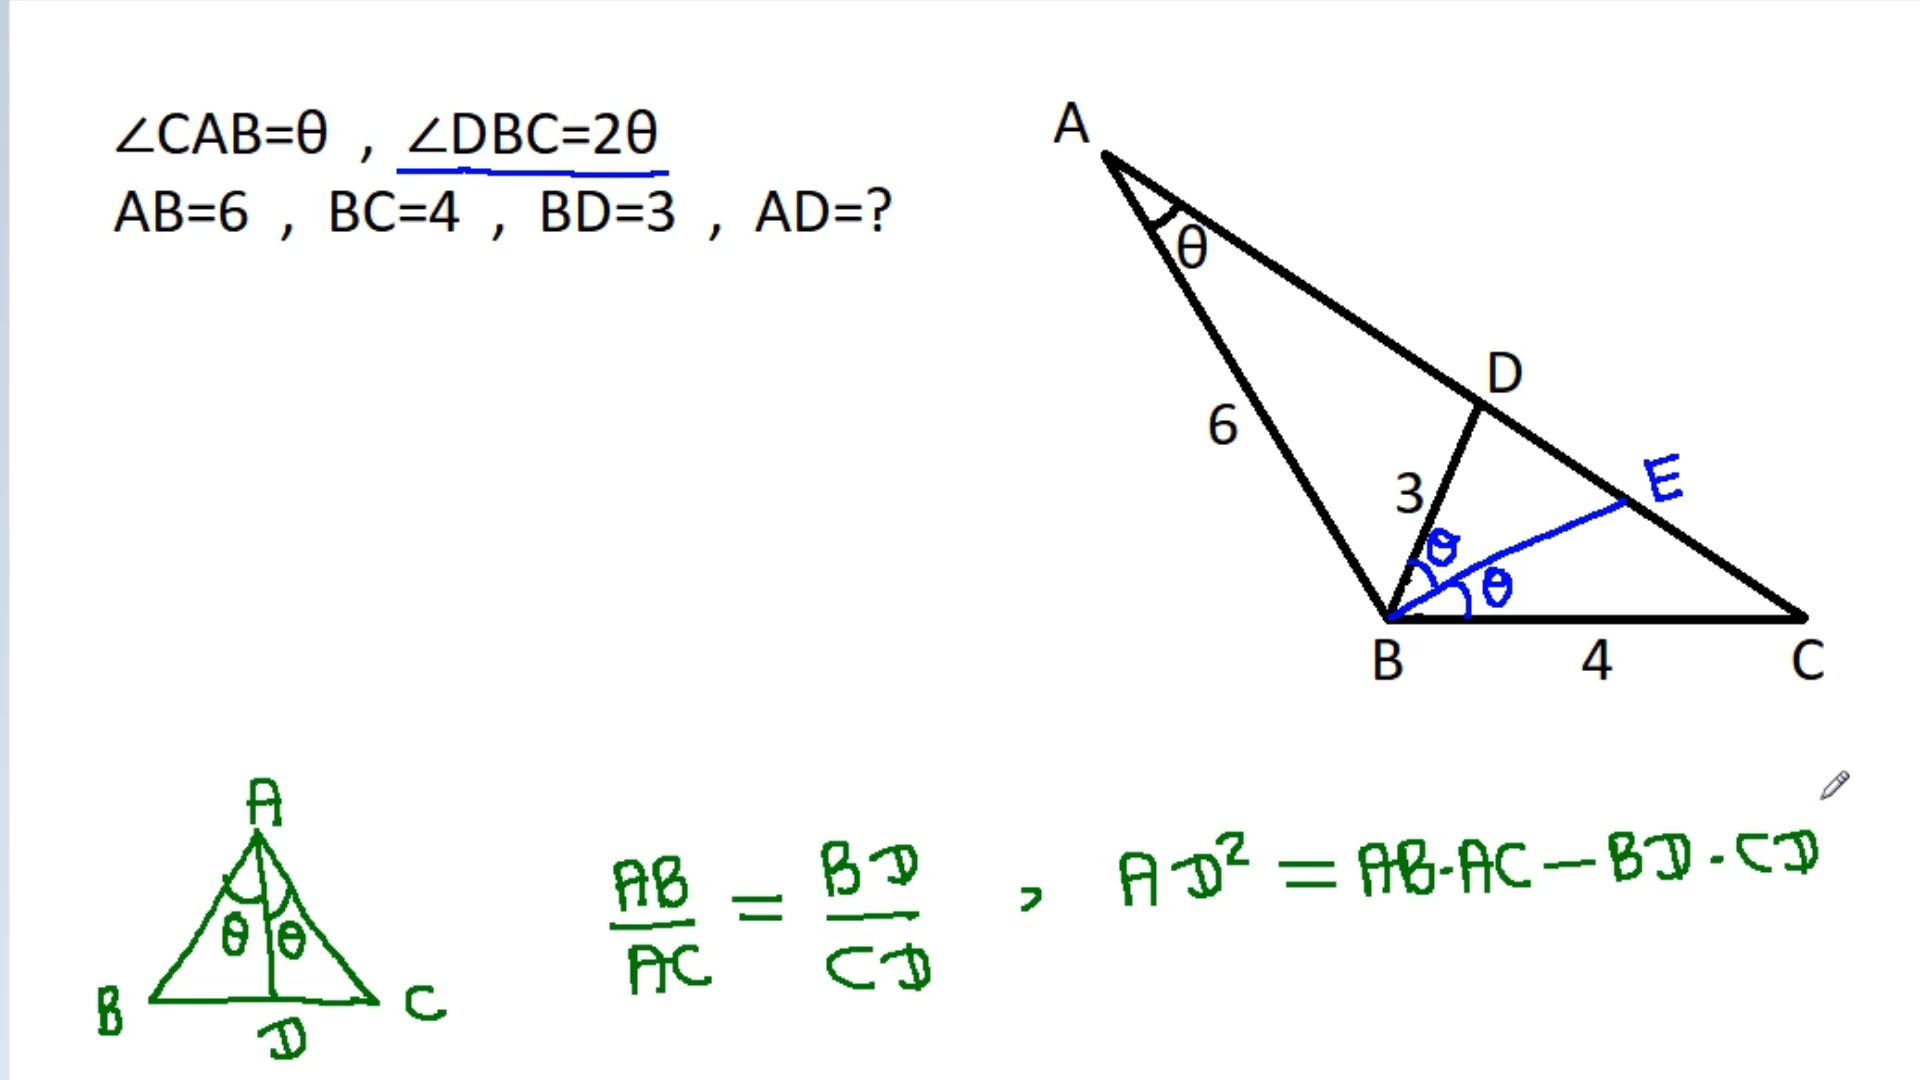 ∠CAB=θ , ∠DBC=2θ
AB=6 , BC=4 , BD=3 , AD=?
A
θ
D
6
E
3
θ
θ
B
4
C
A
θ θ
B
D
C
AB/AC = BD/CD , AD² = AB·AC − BD·CD